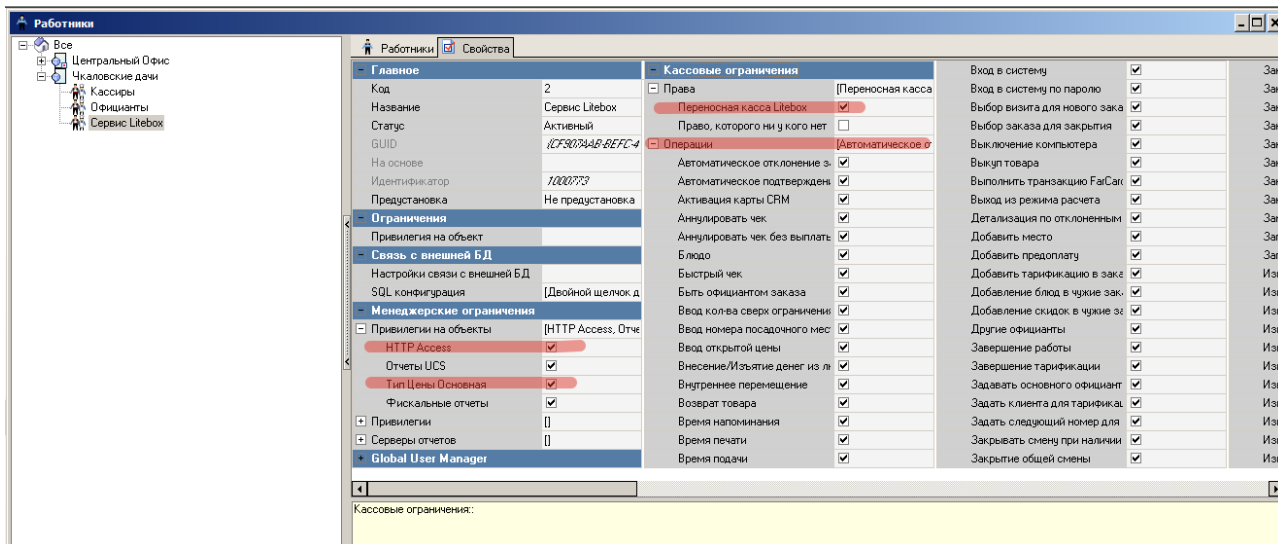 Работники
Все
Центральный Офис
Чкаловские дачи
Кассиры
Официанты
Сервис Litebox
Работники Свойства
Главное
Код 2
Название Сервис Litebox
Статус Активный
GUID {CF907AAB-BEFC-4
На основе
Идентификатор 1000773
Предустановка Не предустановка
Ограничения
Привилегия на объект
Связь с внешней БД
Настройки связи с внешней БД
SQL конфигурация [Двойной щелчок д
Менеджерские ограничения
Привилегии на объекты [HTTP Access, Отче
HTTP Access
Отчеты UCS
Тип Цены Основная
Фискальные отчеты
Привилегии []
Серверы отчетов []
Global User Manager
Кассовые ограничения
Права [Переносная касса
Переносная касса Litebox
Право, которого ни у кого нет
Операции [Автоматическое о
Автоматическое отклонение з
Автоматическое подтвержден
Активация карты CRM
Аннулировать чек
Аннулировать чек без выплать
Блюдо
Быстрый чек
Быть официантом заказа
Ввод кол-ва сверх ограничени
Ввод номера посадочного мес
Ввод открытой цены
Внесение/Изъятие денег из л
Внутреннее перемещение
Возврат товара
Время напоминания
Время печати
Время подачи
Вход в систему
Вход в систему по паролю
Выбор визита для нового зака
Выбор заказа для закрытия
Выключение компьютера
Выкуп товара
Выполнить транзакцию FarCard
Выход из режима расчета
Детализация по отклоненным
Добавить место
Добавить предоплату
Добавить тарификацию в зака
Добавление блюд в чужие зак
Добавление скидок в чужие за
Другие официанты
Завершение работы
Завершение тарификации
Задавать основного официант
Задать клиента для тарификац
Задать следующий номер для
Закрывать смену при наличии
Закрытие общей смены
Кассовые ограничения::